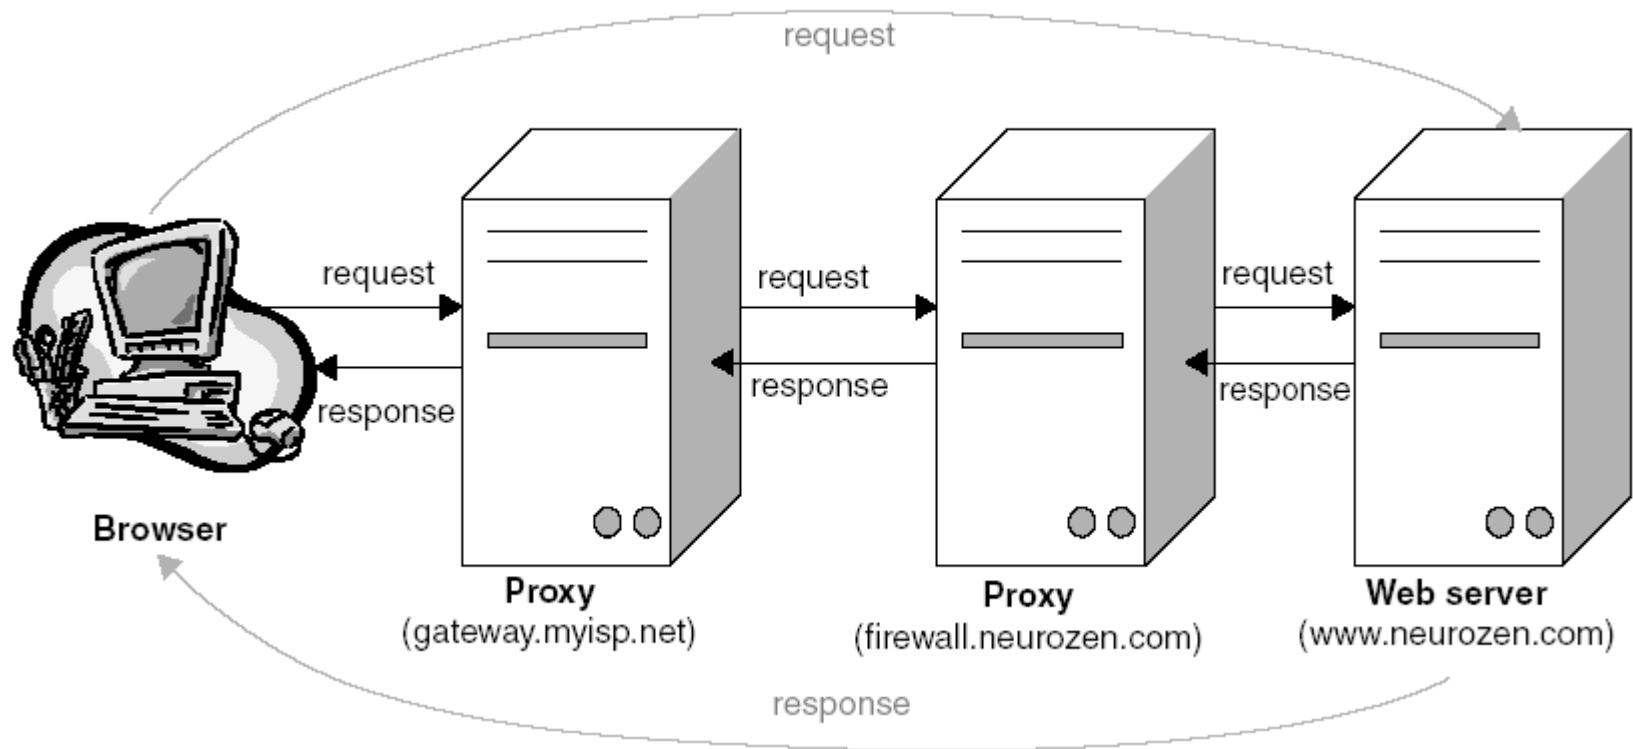 request
request
request
request
response
response
response
Browser
Proxy
(gateway.myisp.net)
Proxy
(firewall.neurozen.com)
Web server
(www.neurozen.com)
response